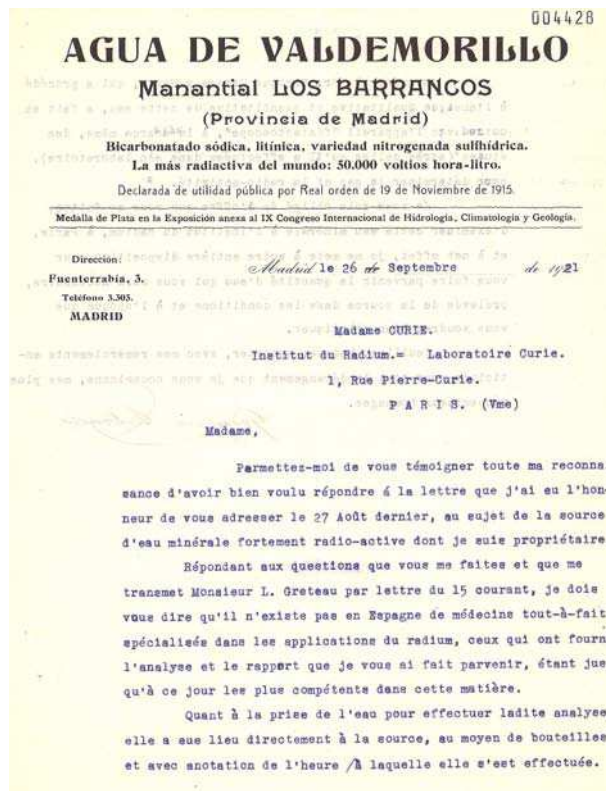 004428
AGUA DE VALDEMORILLO
Manantial LOS BARRANCOS
(Provincia de Madrid)
Bicarbonatado sódica, litínica, variedad nitrogenada sulfhídrica.
La más radiactiva del mundo: 50.000 voltios hora-litro.
Declarada de utilidad pública por Real orden de 19 de Noviembre de 1915.
Medalla de Plata en la Exposición anexa al IX Congreso Internacional de Hidrología, Climatología y Geología.
Dirección:
Fuenterrabía, 3.
Teléfono 3.303.
MADRID
Madrid le 26 de Septembre de 1921
Madame CURIE.
Institut du Radium.= Laboratoire Curie.
1, Rue Pierre-Curie.
P A R I S. (Vme)
Madame,
Parmettez-moi de vous témoigner toute ma reconna
sance d'avoir bien voulu répondre á la lettre que j'ai eu l'hon-
neur de vous adresser le 27 Août dernier, au sujet de la source
d'eau minérale fortement radio-active dont je suis propriétaire
Répondant aux questions que vous me faites et que me
transmet Monsieur L. Greteau par lettre du 15 courant, je dois
vous dire qu'il n'existe pas en Espagne de médecins tout-à-fait
spécialisés dans les applications du radium, ceux qui ont fourn
l'analyse et le rapport que je vous ai fait parvenir, étant jus
qu'à ce jour les plus compétents dans cette matière.
Quant à la prise de l'eau pour effectuer ladite analyse
elle a eue lieu directement à la source, au moyen de bouteilles
et avec anotation de l'heure /à laquelle elle s'est effectuée.